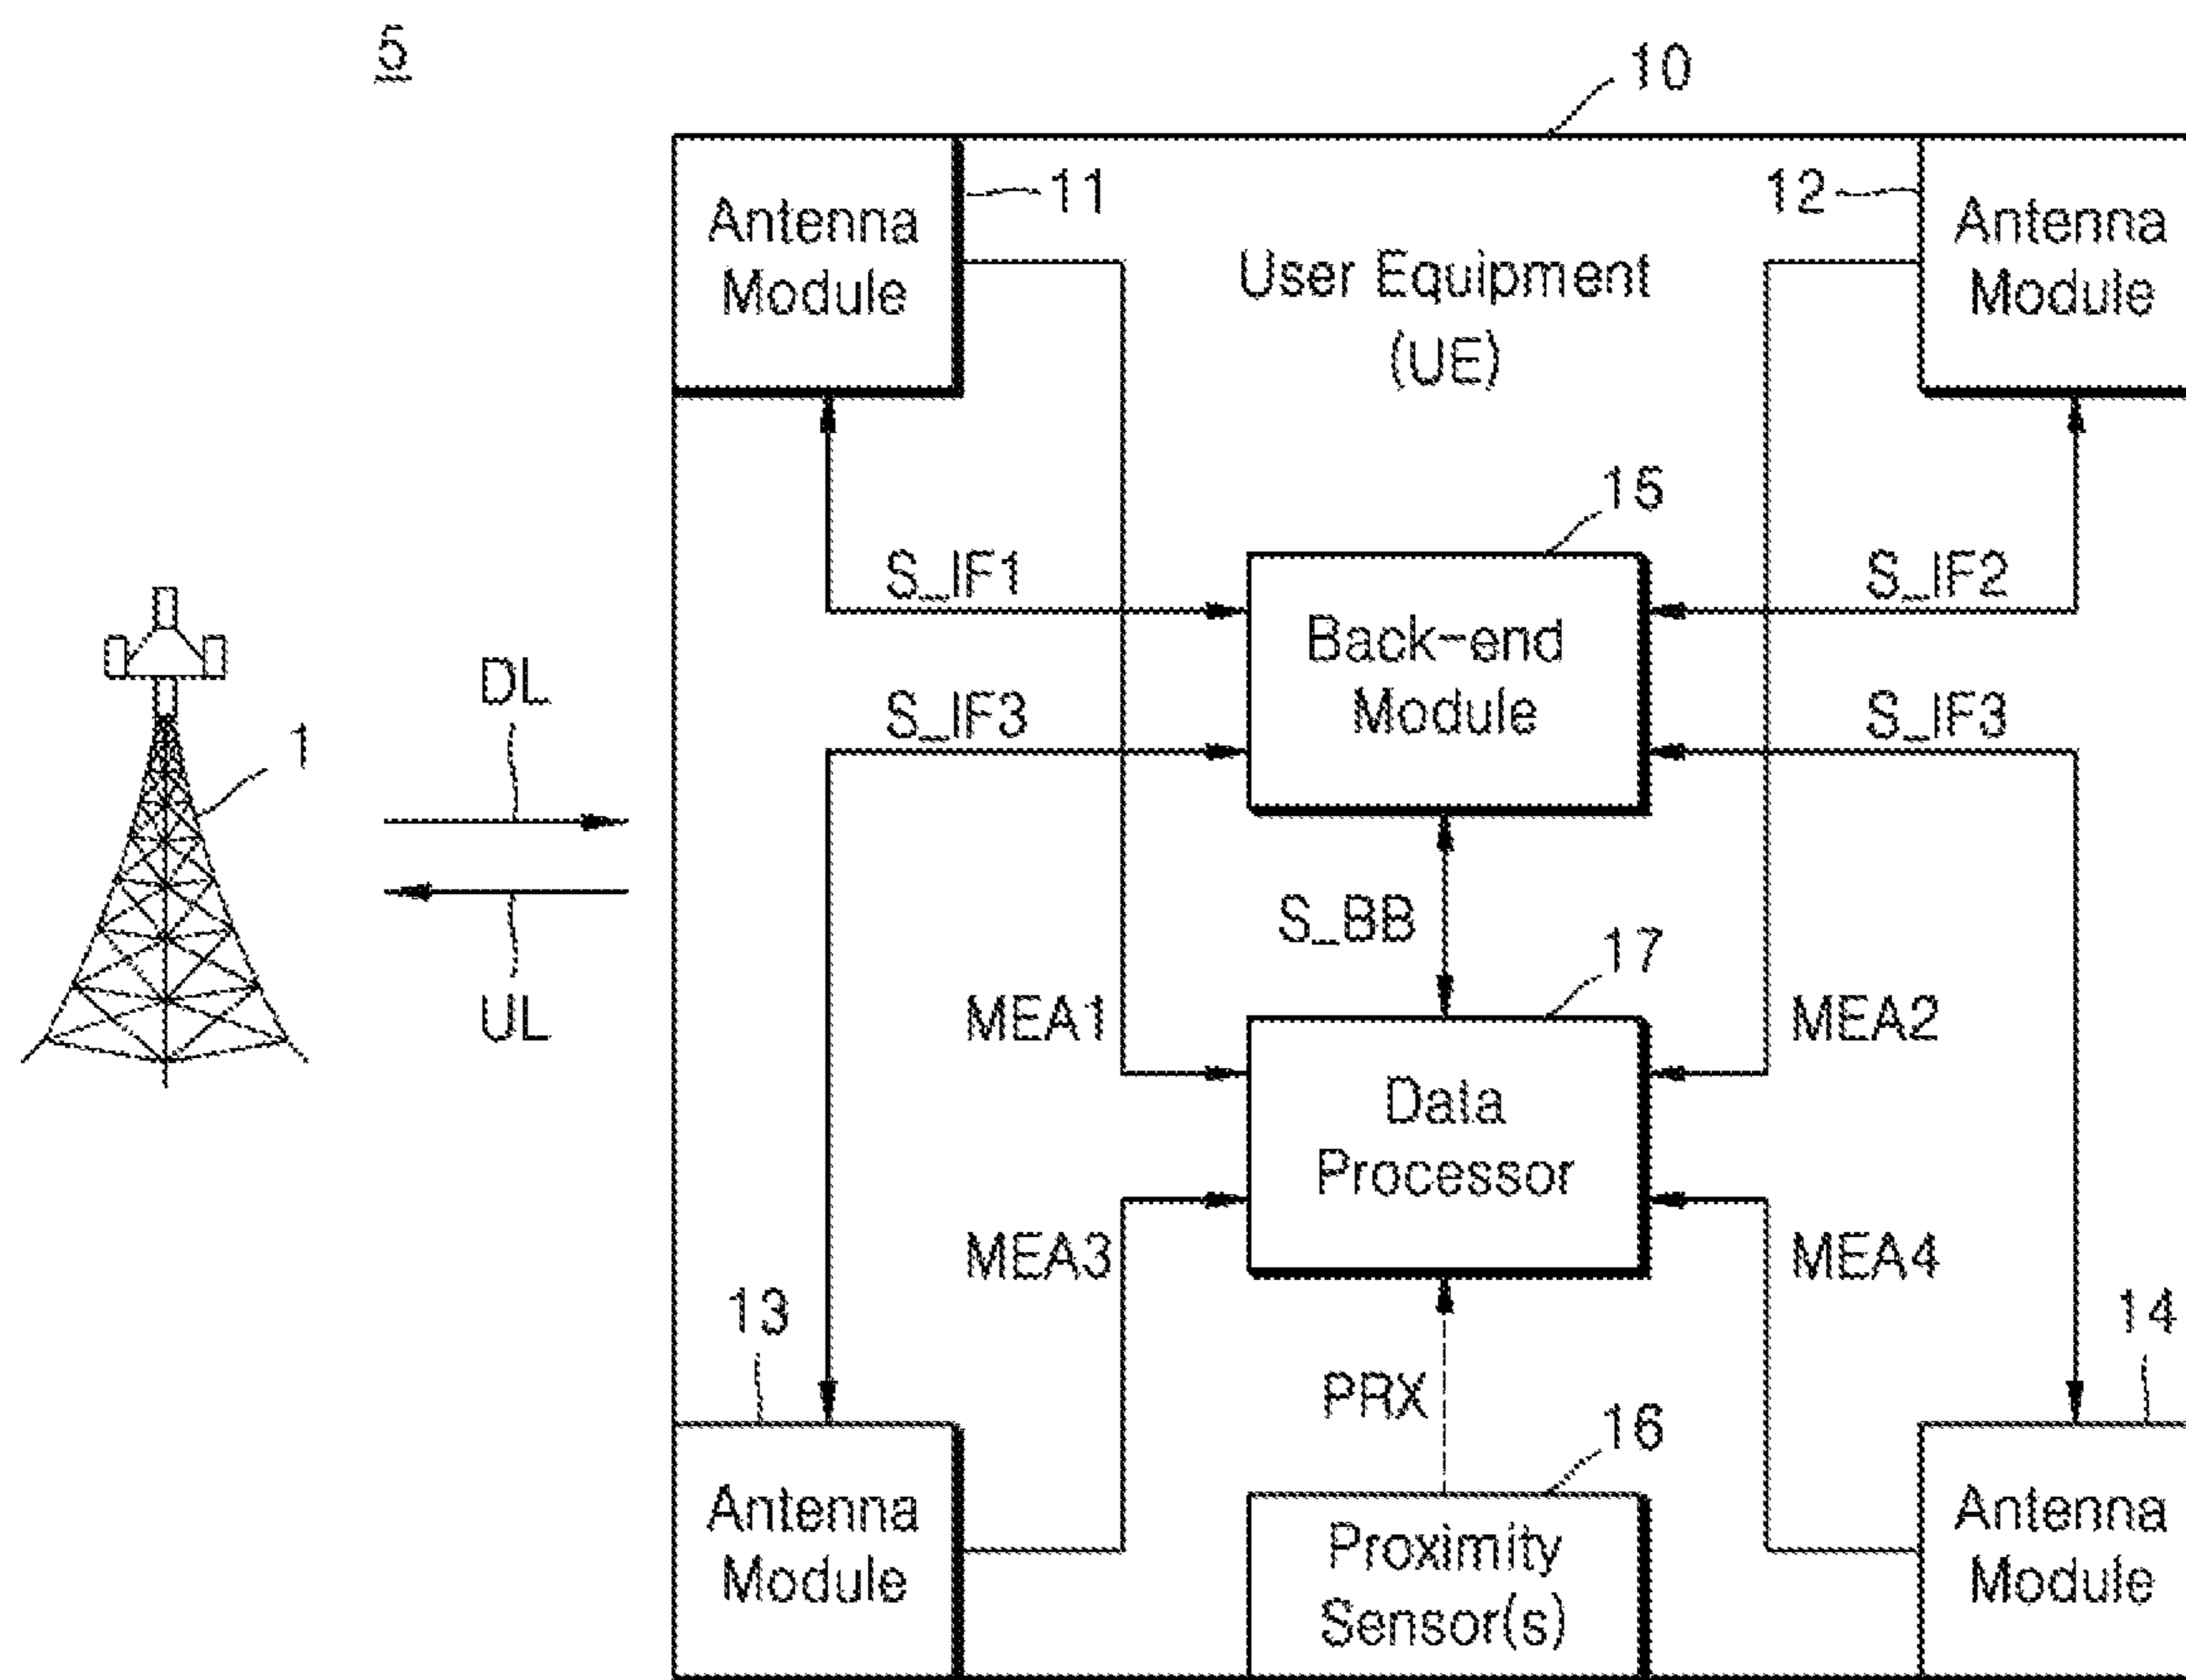 5
10
Antenna
Module
11
12
Antenna
Module
User Equipment
(UE)
15
S_IF1
S_IF2
Back-end
Module
DL
S_IF3
S_IF3
1
S_BB
17
UL
MEA1
MEA2
Data
Processor
MEA3
MEA4
13
14
PRX
16
Antenna
Module
Proximity
Sensor(s)
Antenna
Module